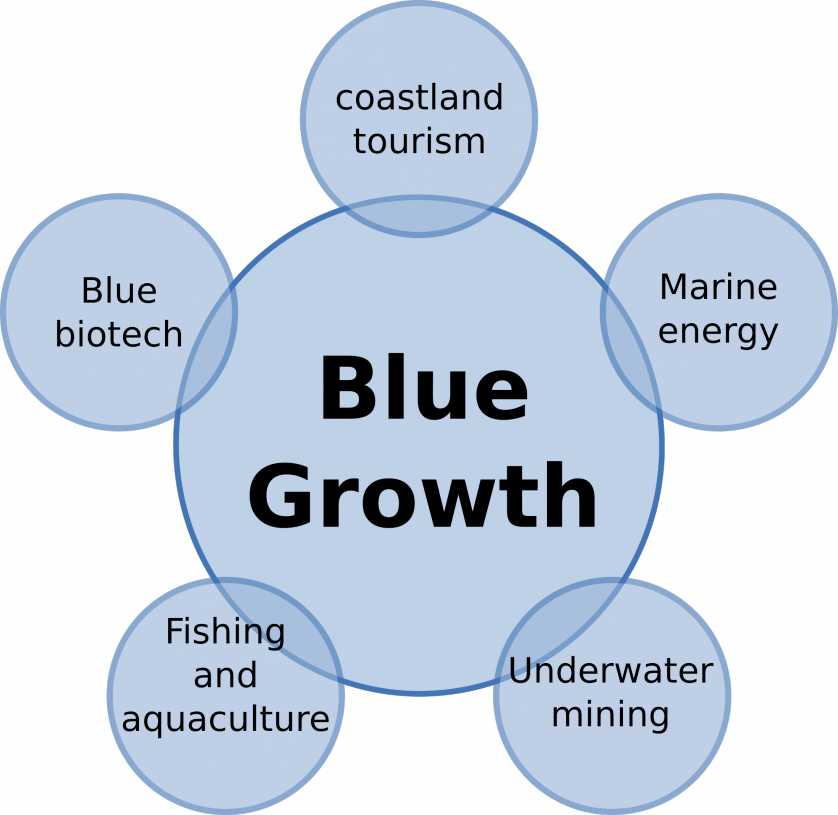 coastland
tourism
Blue
biotech
Marine
energy
Blue
Growth
Fishing
and
aquaculture
Underwater
mining